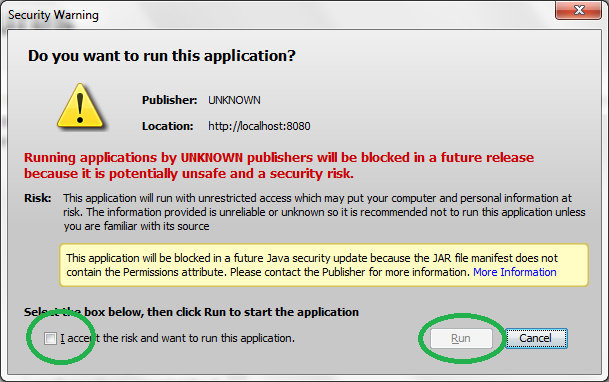 Security Warning
Do you want to run this application?
Publisher: UNKNOWN
Location: http://localhost:8080
Running applications by UNKNOWN publishers will be blocked in a future release
because it is potentially unsafe and a security risk.
Risk: This application will run with unrestricted access which may put your computer and personal information at
risk. The information provided is unreliable or unknown so it is recommended not to run this application unless
you are familiar with its source
This application will be blocked in a future Java security update because the JAR file manifest does not
contain the Permissions attribute. Please contact the Publisher for more information. More Information
Select the box below, then click Run to start the application
I accept the risk and want to run this application.
Run
Cancel